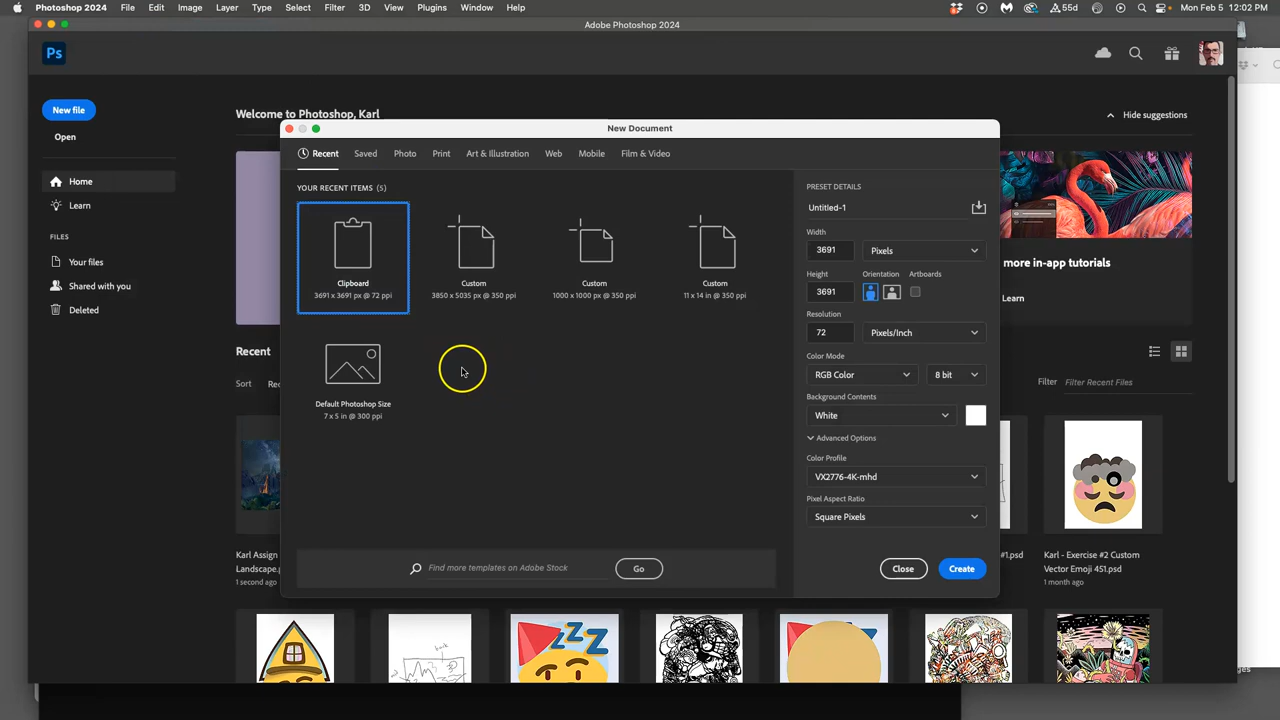 Photoshop 2024 File Edit Image Layer Type Select Filter 3D View Plugins Window Help 55d Mon Feb 5 12:02 PM
Adobe Photoshop 2024
Ps
New file
Open
Home
Learn
FILES
Your files
Shared with you
Deleted
Welcome to Photoshop, Karl
Hide suggestions
New Document
Recent Saved Photo Print Art & Illustration Web Mobile Film & Video
YOUR RECENT ITEMS (5)
Clipboard
3691 x 3691 px @ 72 ppi
Custom
3850 x 5035 px @ 350 ppi
Custom
1000 x 1000 px @ 350 ppi
Custom
11 x 14 in @ 350 ppi
Default Photoshop Size
7 x 5 in @ 300 ppi
Find more templates on Adobe Stock
Go
PRESET DETAILS
Untitled-1
Width
3691 Pixels
Height Orientation Artboards
3691
Resolution
72 Pixels/Inch
Color Mode
RGB Color 8 bit
Background Contents
White
Advanced Options
Color Profile
VX2776-4K-mhd
Pixel Aspect Ratio
Square Pixels
Close Create
more in-app tutorials
Learn
Recent
Sort Rec
Filter Filter Recent Files
Karl Assign
Landscape.p
1 second ago
#1.psd
Karl - Exercise #2 Custom
Vector Emoji 451.psd
1 month ago